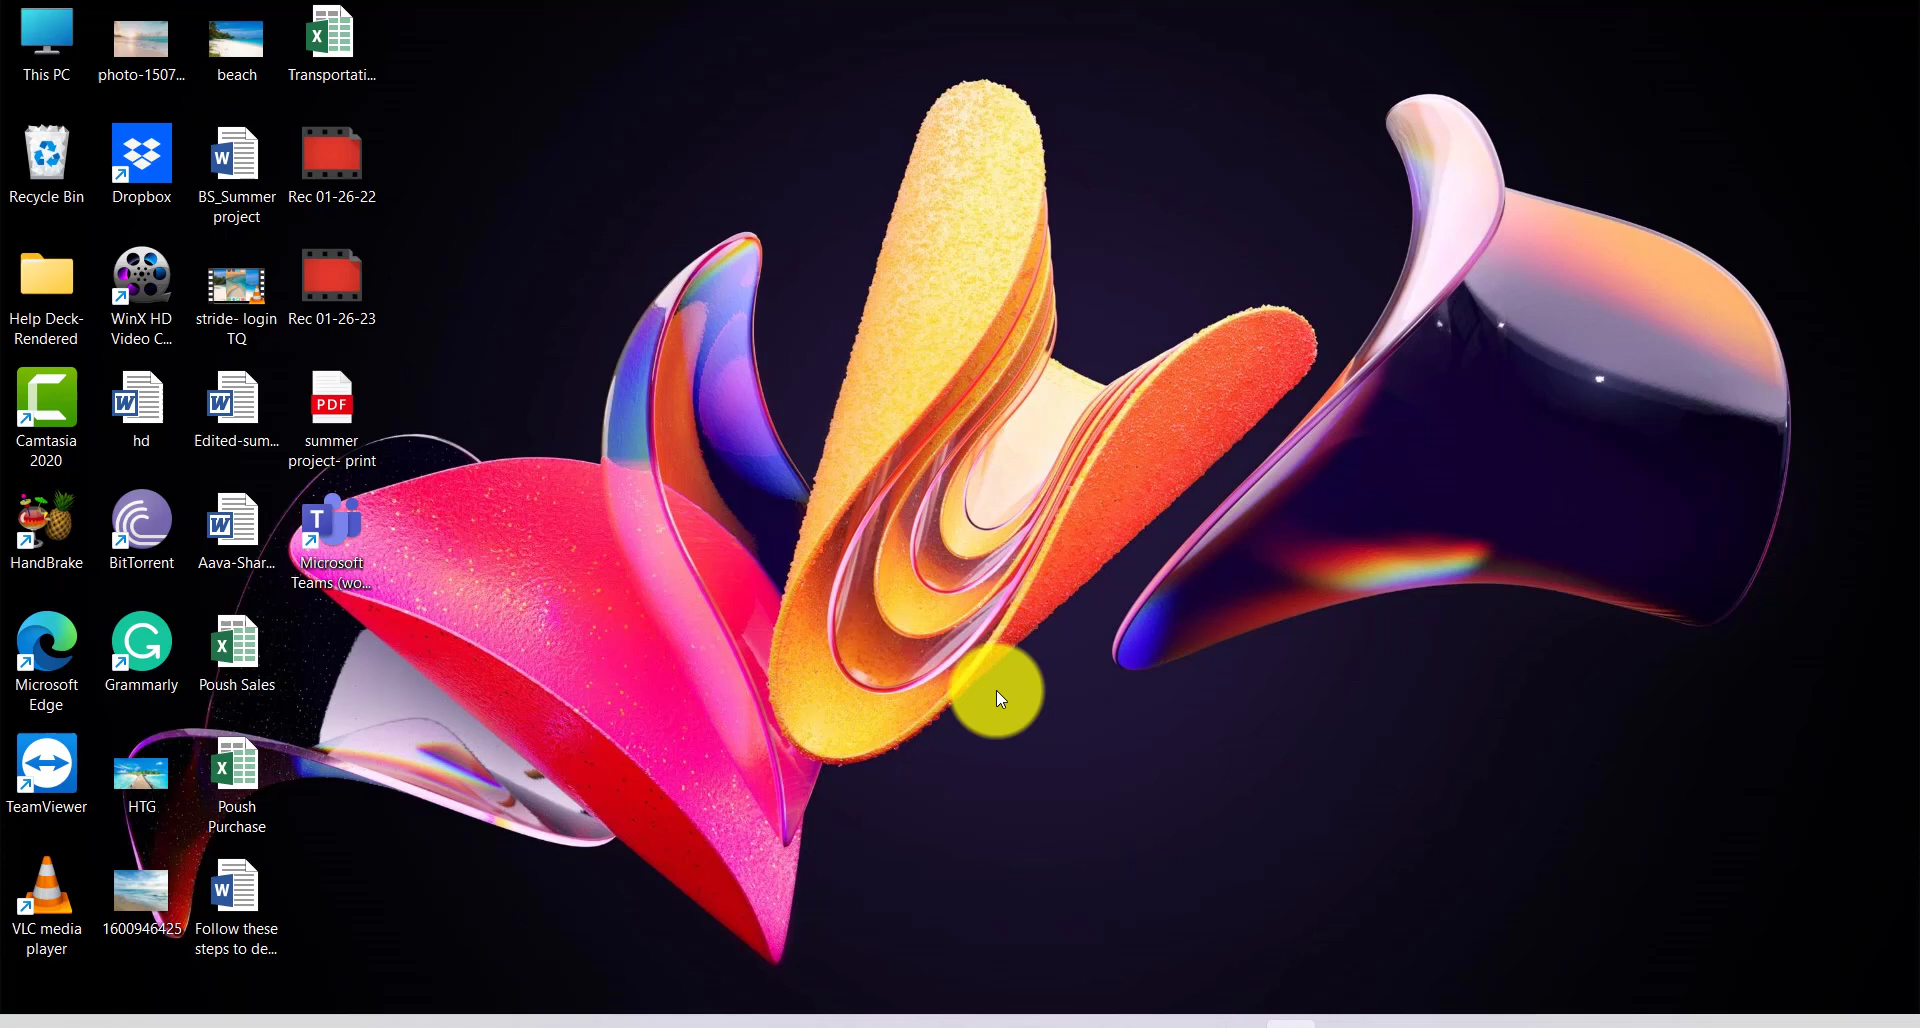 This PC
photo-1507...
beach
Transportati...
Recycle Bin
Dropbox
BS_Summer
project
Rec 01-26-22
Help Deck-
Rendered
WinX HD
Video C...
stride- login
TQ
Rec 01-26-23
Camtasia
2020
hd
Edited-sum...
PDF
summer
project- print
HandBrake
BitTorrent
Aava-Shar...
Microsoft
Teams (wo...
Microsoft
Edge
Grammarly
Poush Sales
TeamViewer
HTG
Poush
Purchase
VLC media
player
1600946425
Follow these
steps to de...